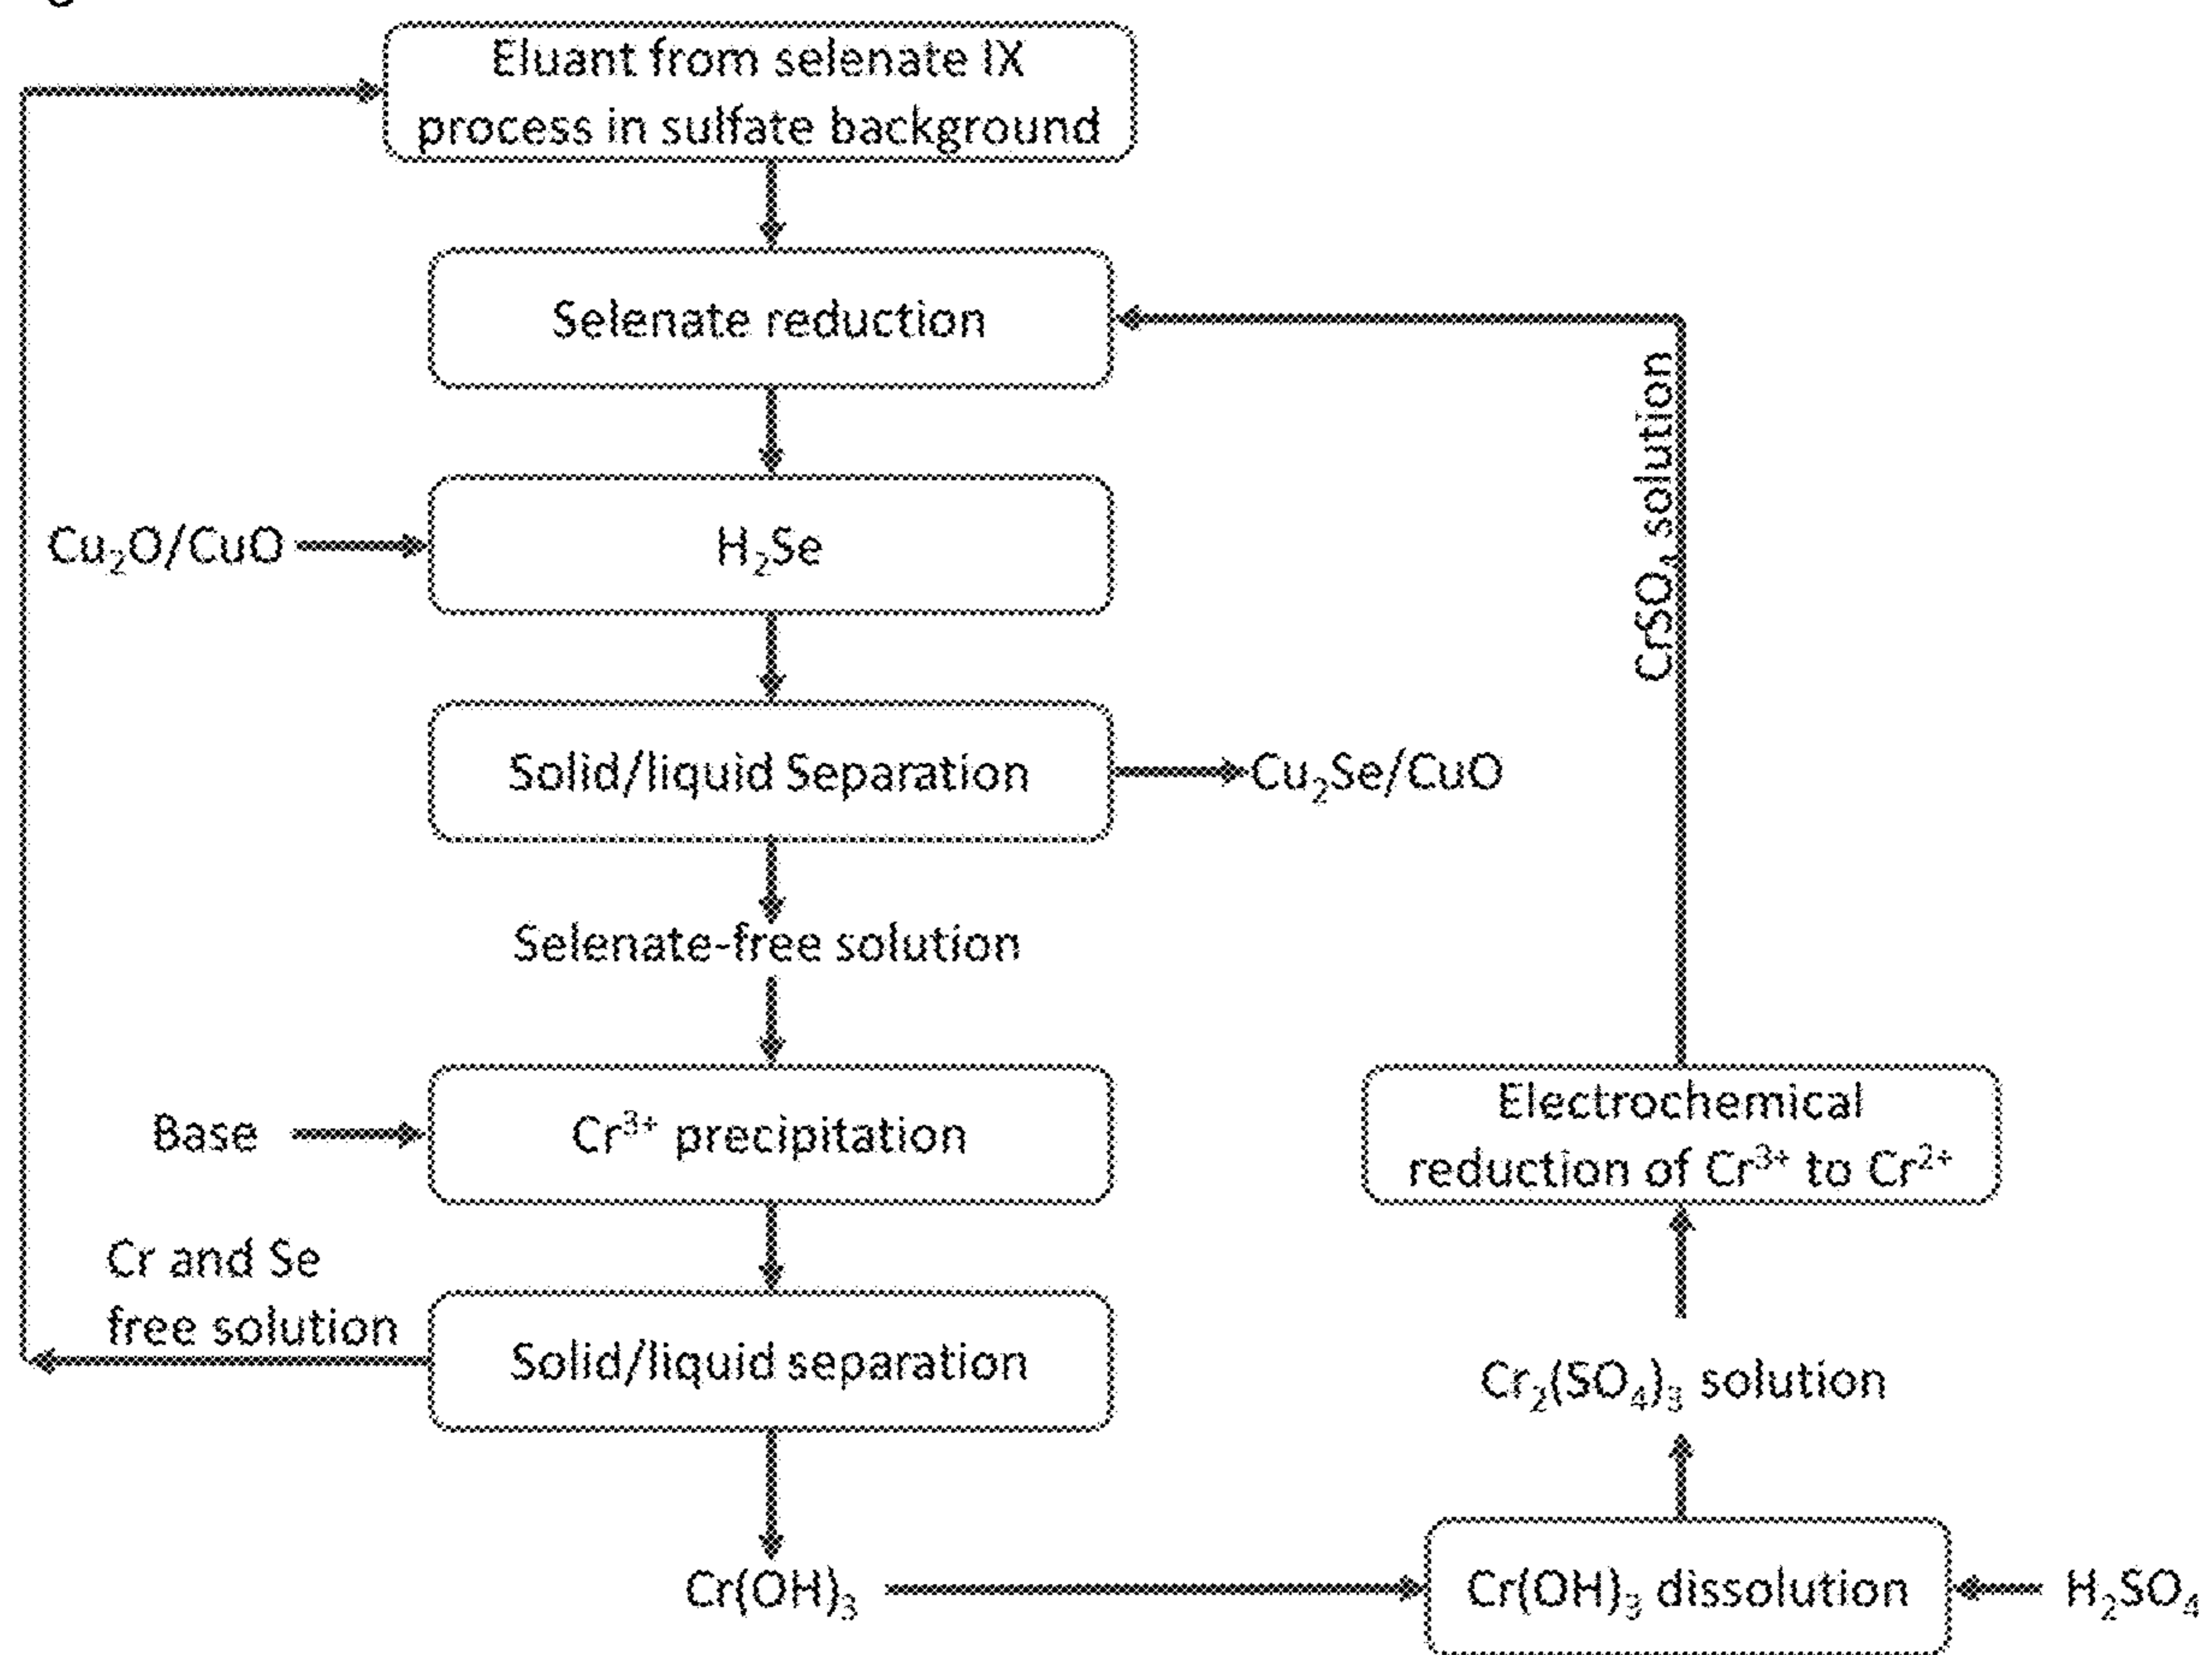 Eluant from selenate IX
process in sulfate background
Selenate reduction
CrSO₄ solution
Cu₂O/CuO
H₂Se
Solid/liquid Separation
Cu₂Se/CuO
Selenate-free solution
Base
Cr³⁺ precipitation
Electrochemical
reduction of Cr³⁺ to Cr²⁺
Cr and Se
free solution
Solid/liquid separation
Cr₂(SO₄)₃ solution
Cr(OH)₃
Cr(OH)₃ dissolution
H₂SO₄